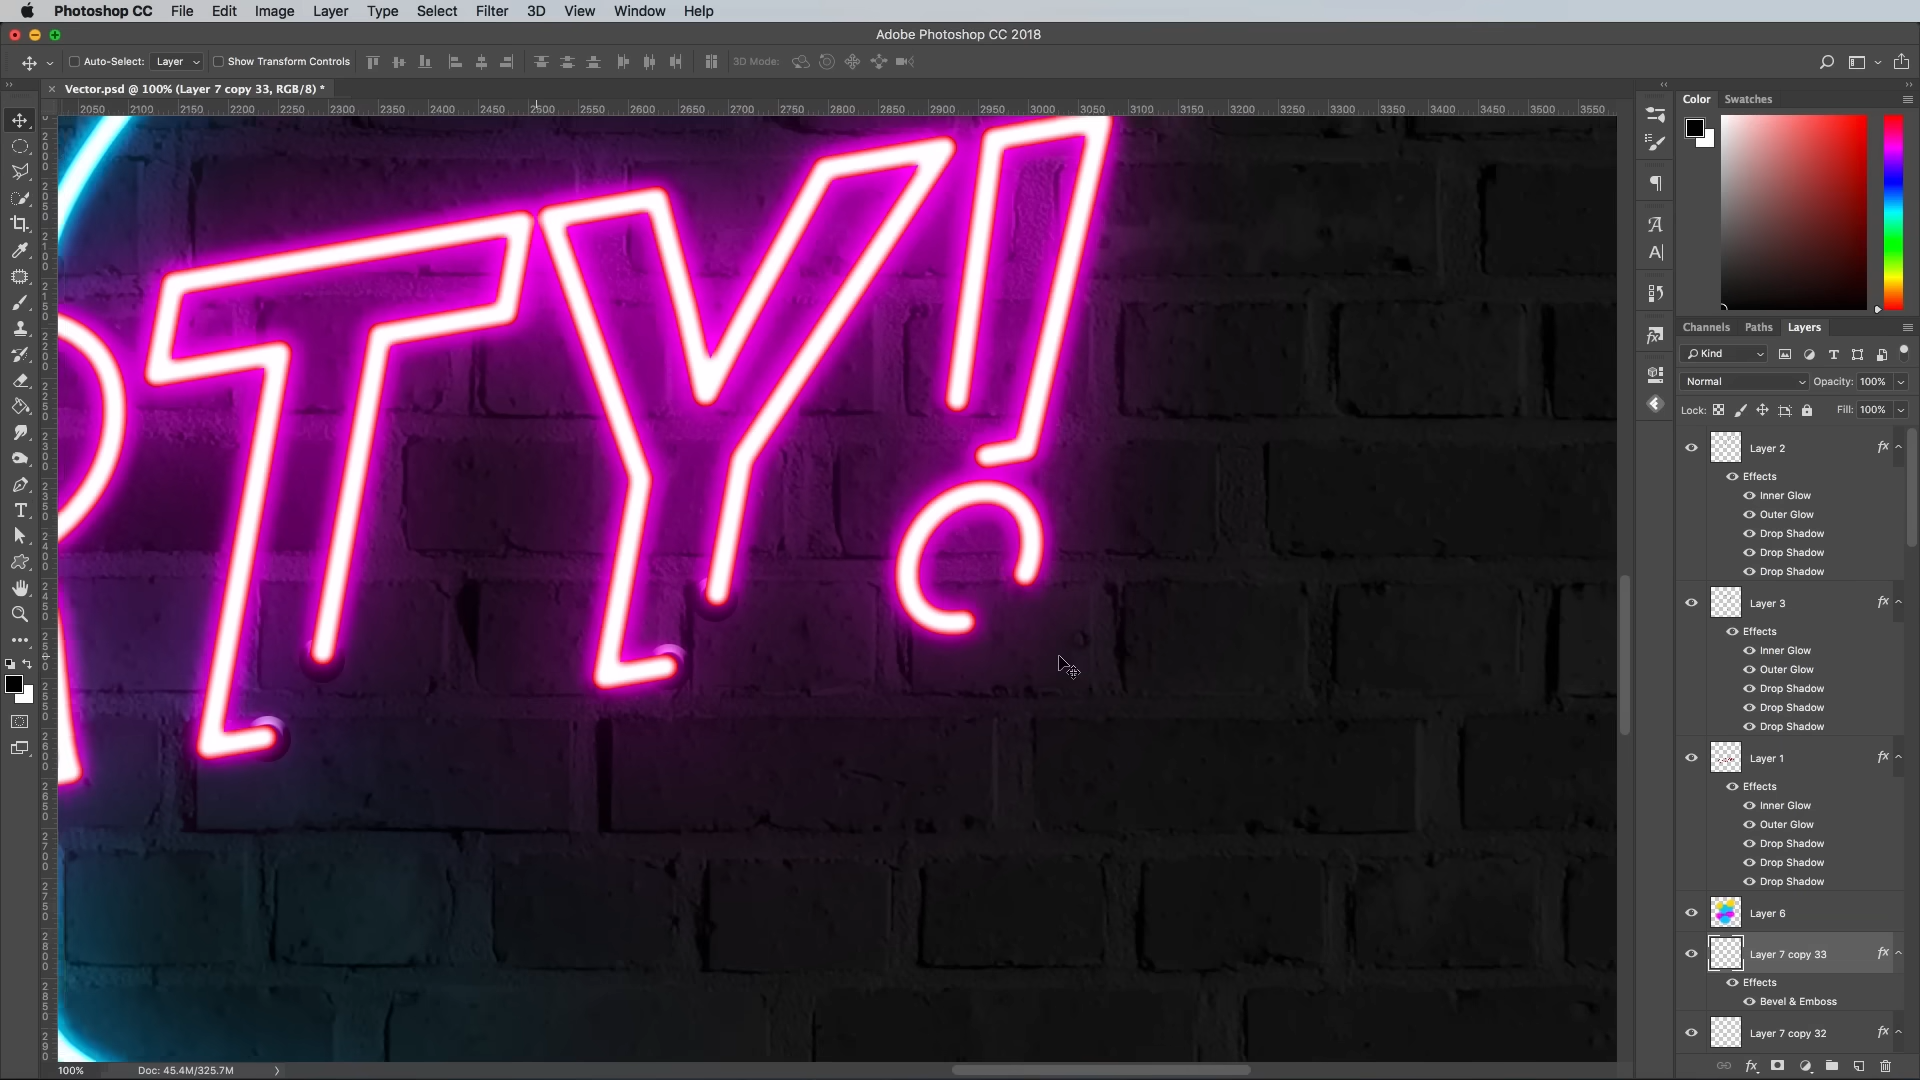 Photoshop CC File Edit Image Layer Type Select Filter 3D View Window Help
Adobe Photoshop CC 2018
Auto-Select: Layer Show Transform Controls 3D Mode:
Vector.psd @ 100% (Layer 7 copy 33, RGB/8) *
2050 2100 2150 2200 2250 2300 2350 2400 2450 2500 2550 2600 2650 2700 2750 2800 2850 2900 2950 3000 3050 3100 3150 3200 3250 3300 3350 3400 3450 3500 3550
RTY!
Color Swatches
Channels Paths Layers
Kind
Normal Opacity: 100%
Lock: Fill: 100%
Layer 2 fx
Effects
Inner Glow
Outer Glow
Drop Shadow
Drop Shadow
Drop Shadow
Layer 3 fx
Effects
Inner Glow
Outer Glow
Drop Shadow
Drop Shadow
Drop Shadow
Layer 1 fx
Effects
Inner Glow
Outer Glow
Drop Shadow
Drop Shadow
Drop Shadow
Layer 6
Layer 7 copy 33 fx
Effects
Bevel & Emboss
Layer 7 copy 32 fx
100% Doc: 45.4M/325.7M